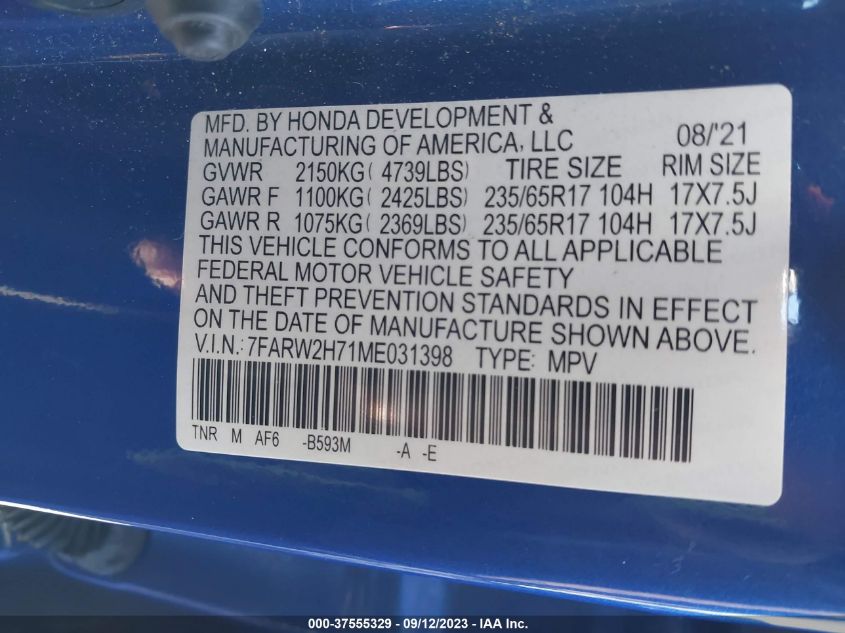 MFD. BY HONDA DEVELOPMENT &
MANUFACTURING OF AMERICA, LLC 08/'21
GVWR 2150KG( 4739LBS) TIRE SIZE RIM SIZE
GAWR F 1100KG( 2425LBS) 235/65R17 104H 17X7.5J
GAWR R 1075KG( 2369LBS) 235/65R17 104H 17X7.5J
THIS VEHICLE CONFORMS TO ALL APPLICABLE
FEDERAL MOTOR VEHICLE SAFETY
AND THEFT PREVENTION STANDARDS IN EFFECT
ON THE DATE OF MANUFACTURE SHOWN ABOVE.
V.I.N.:7FARW2H71ME031398 TYPE: MPV
TNR M AF6 -B593M -A -E
000-37555329 - 09/12/2023 - IAA Inc.